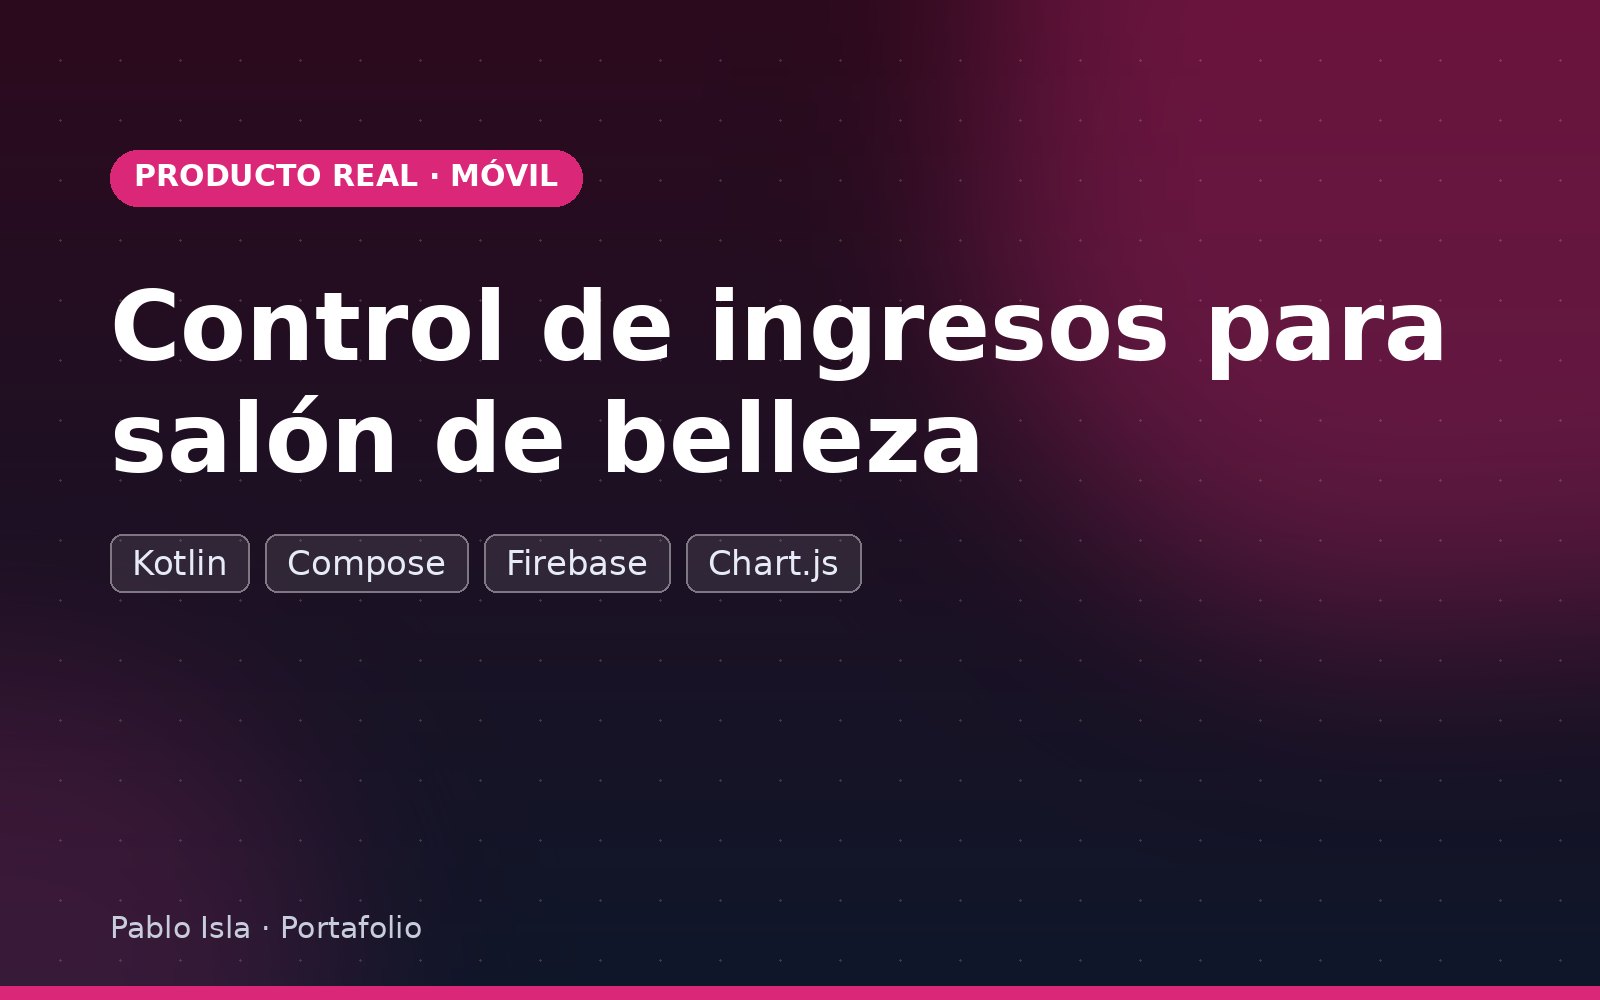 PRODUCTO REAL · MÓVIL
Control de ingresos para
salón de belleza
Kotlin Compose Firebase Chart.js
Pablo Isla · Portafolio